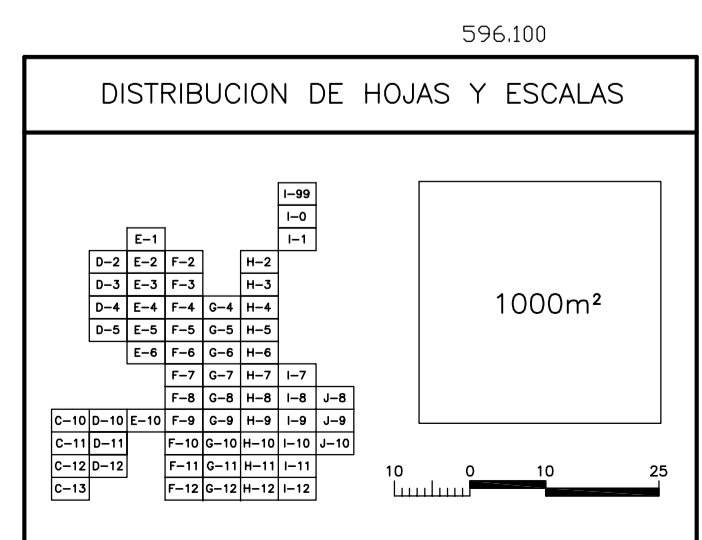 596.100
DISTRIBUCION DE HOJAS Y ESCALAS
I-99
I-0
E-1 I-1
D-2 E-2 F-2 H-2
D-3 E-3 F-3 H-3
D-4 E-4 F-4 G-4 H-4
D-5 E-5 F-5 G-5 H-5
E-6 F-6 G-6 H-6
F-7 G-7 H-7 I-7
F-8 G-8 H-8 I-8 J-8
C-10 D-10 E-10 F-9 G-9 H-9 I-9 J-9
C-11 D-11 F-10 G-10 H-10 I-10 J-10
C-12 D-12 F-11 G-11 H-11 I-11
C-13 F-12 G-12 H-12 I-12
1000m²
10 0 10 25